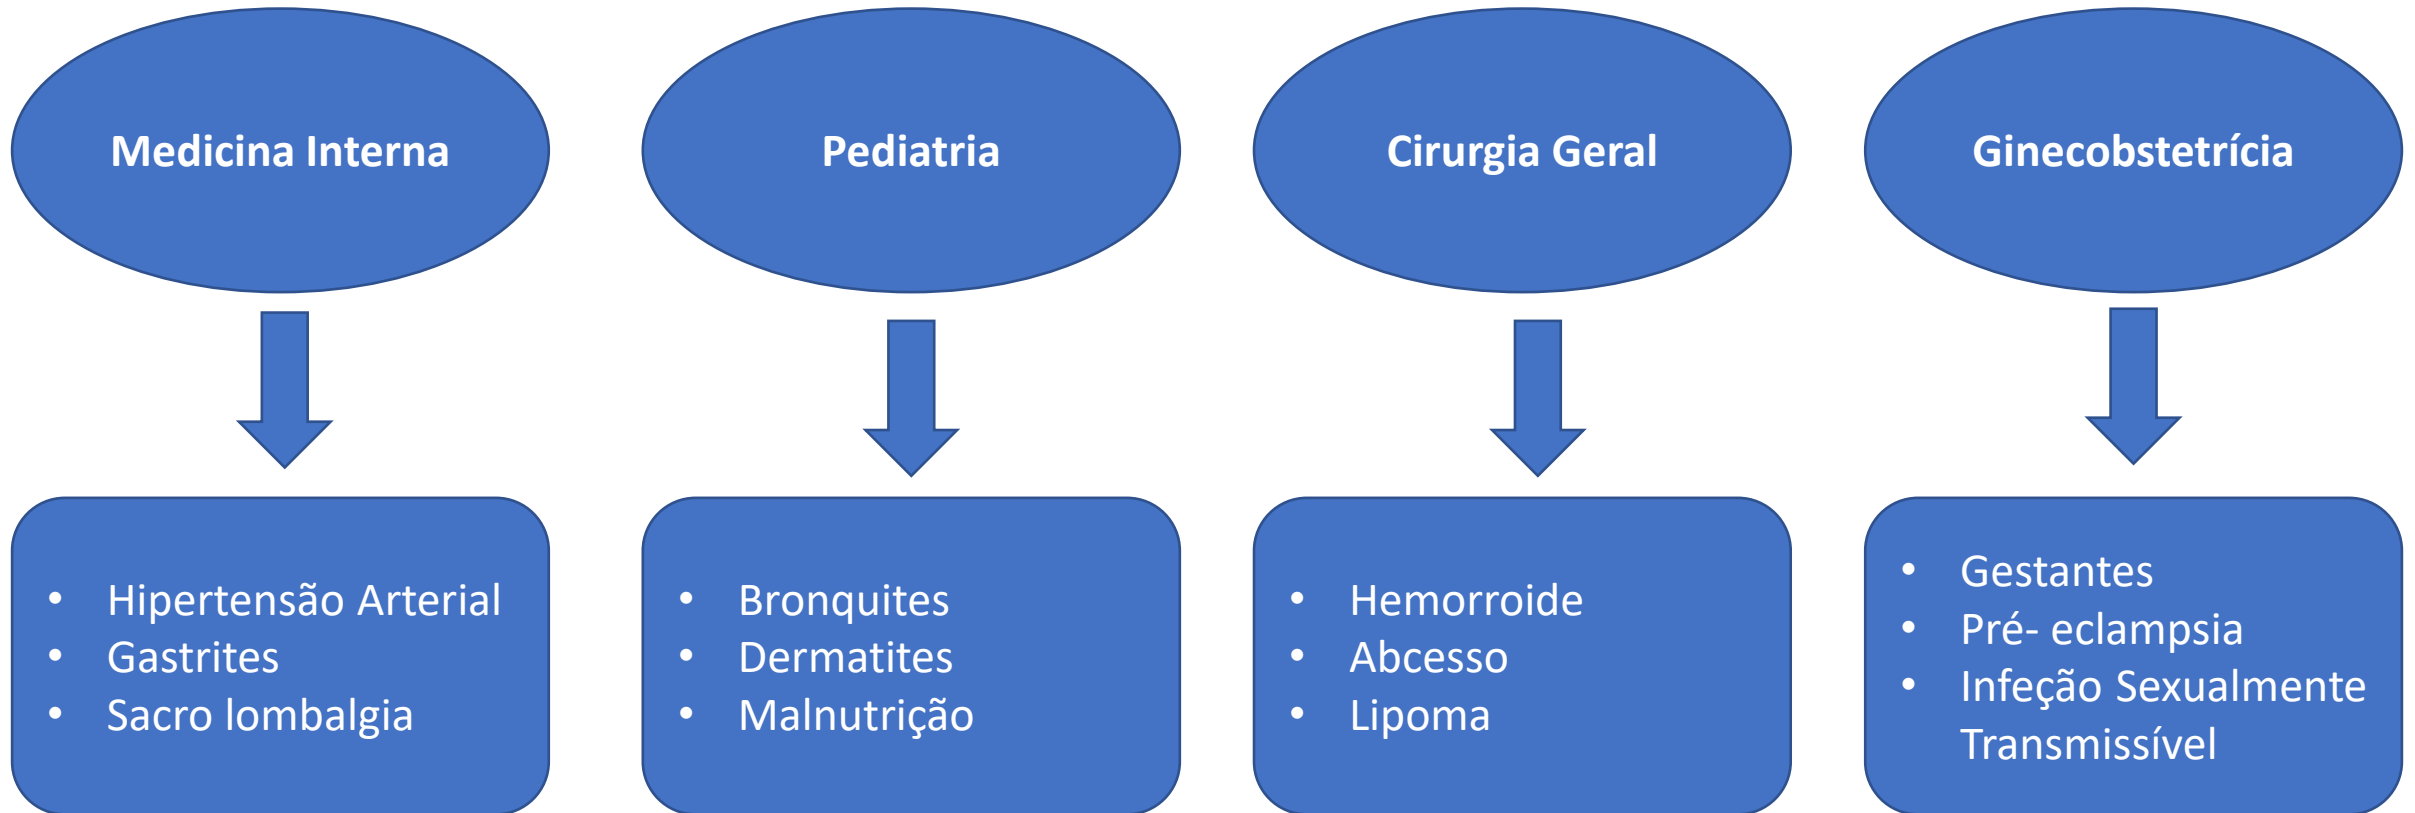 Medicina Interna
Pediatria
Cirurgia Geral
Ginecobstetrícia
• Hipertensão Arterial
• Gastrites
• Sacro lombalgia
• Bronquites
• Dermatites
• Malnutrição
• Hemorroide
• Abcesso
• Lipoma
• Gestantes
• Pré- eclampsia
• Infeção Sexualmente
Transmissível